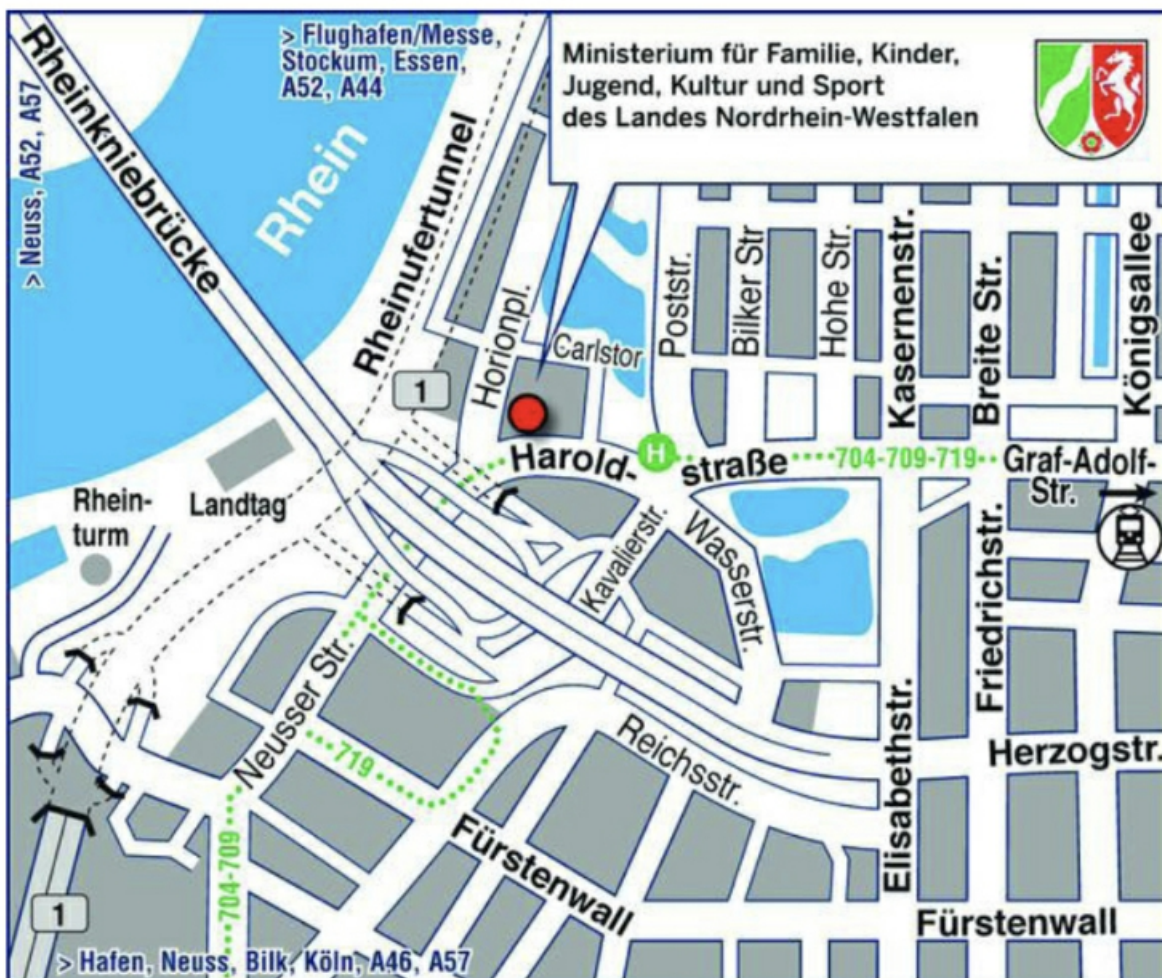 > Flughafen/Messe,
Stockum, Essen,
A52, A44
Ministerium für Familie, Kinder,
Jugend, Kultur und Sport
des Landes Nordrhein-Westfalen
Rheinkniebrücke
> Neuss, A52, A57
Rhein
Rheinufertunnel
Horionpl.
Carlstor
Poststr.
Bilker Str
Hohe Str.
Kasernenstr.
Breite Str.
Königsallee
1
Harold-
H
straße
704-709-719
Graf-Adolf-
Str.
Rhein-
turm
Landtag
Kavalierstr.
Wasserstr.
Friedrichstr.
Neusser Str.
719
Reichsstr.
Elisabethstr.
Herzogstr.
704-709
Fürstenwall
Fürstenwall
1
> Hafen, Neuss, Bilk, Köln, A46, A57